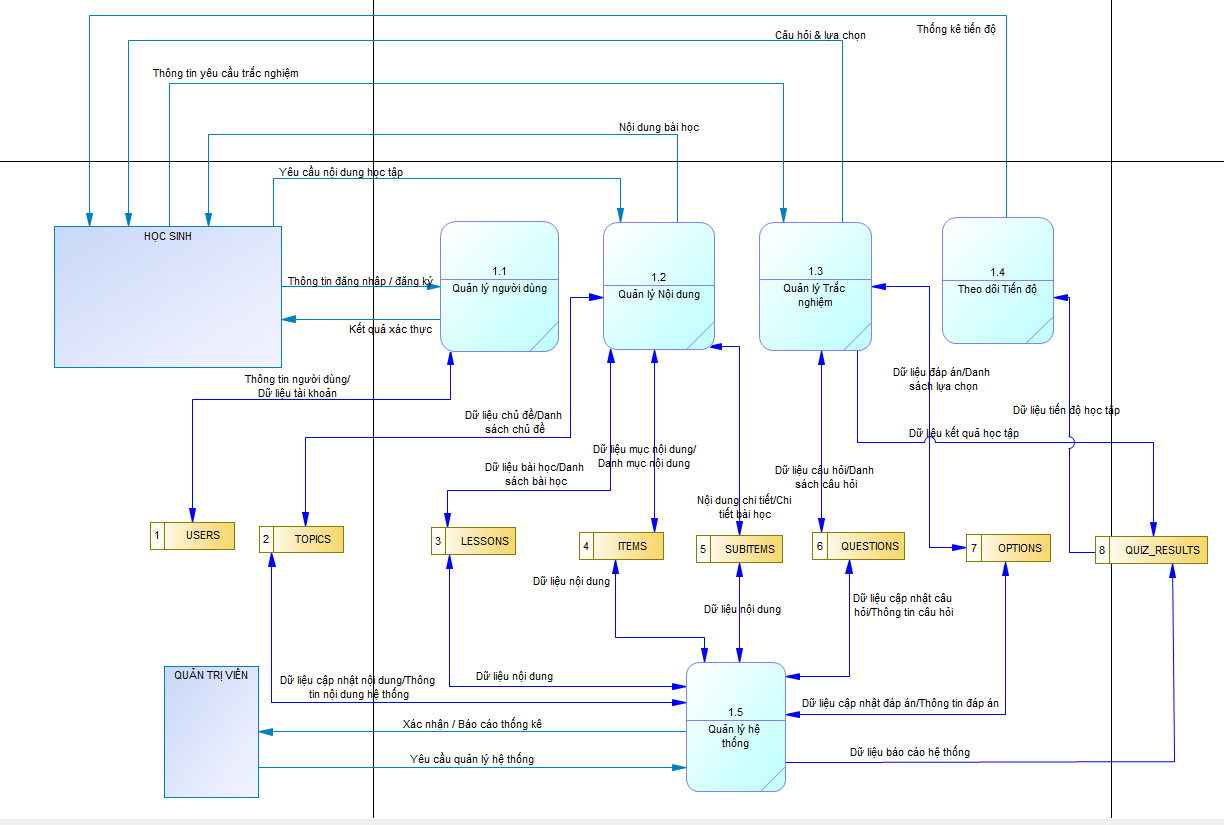 Thống kê tiến độ
Câu hỏi & lựa chọn
Thông tin yêu cầu trắc nghiệm
Nội dung bài học
Yêu cầu nội dung học tập
HỌC SINH
Thông tin đăng nhập / đăng ký
Kết quả xác thực
1.1
Quản lý người dùng
1.2
Quản lý Nội dung
1.3
Quản lý Trắc
nghiệm
1.4
Theo dõi Tiến độ
Thông tin người dùng/
Dữ liệu tài khoản
Dữ liệu chủ đề/Danh
sách chủ đề
Dữ liệu bài học/Danh
sách bài học
Dữ liệu mục nội dung/
Danh mục nội dung
Nội dung chi tiết/Chi
tiết bài học
Dữ liệu câu hỏi/Danh
sách câu hỏi
Dữ liệu đáp án/Danh
sách lựa chọn
Dữ liệu tiến độ học tập
Dữ liệu kết quả học tập
1 USERS
2 TOPICS
3 LESSONS
4 ITEMS
5 SUBITEMS
6 QUESTIONS
7 OPTIONS
8 QUIZ_RESULTS
Dữ liệu nội dung
Dữ liệu nội dung
Dữ liệu cập nhật câu
hỏi/Thông tin câu hỏi
QUẢN TRỊ VIÊN
Dữ liệu cập nhật nội dung/Thông
tin nội dung hệ thống
Dữ liệu nội dung
Xác nhận / Báo cáo thống kê
Yêu cầu quản lý hệ thống
1.5
Quản lý hệ
thống
Dữ liệu cập nhật đáp án/Thông tin đáp án
Dữ liệu báo cáo hệ thống